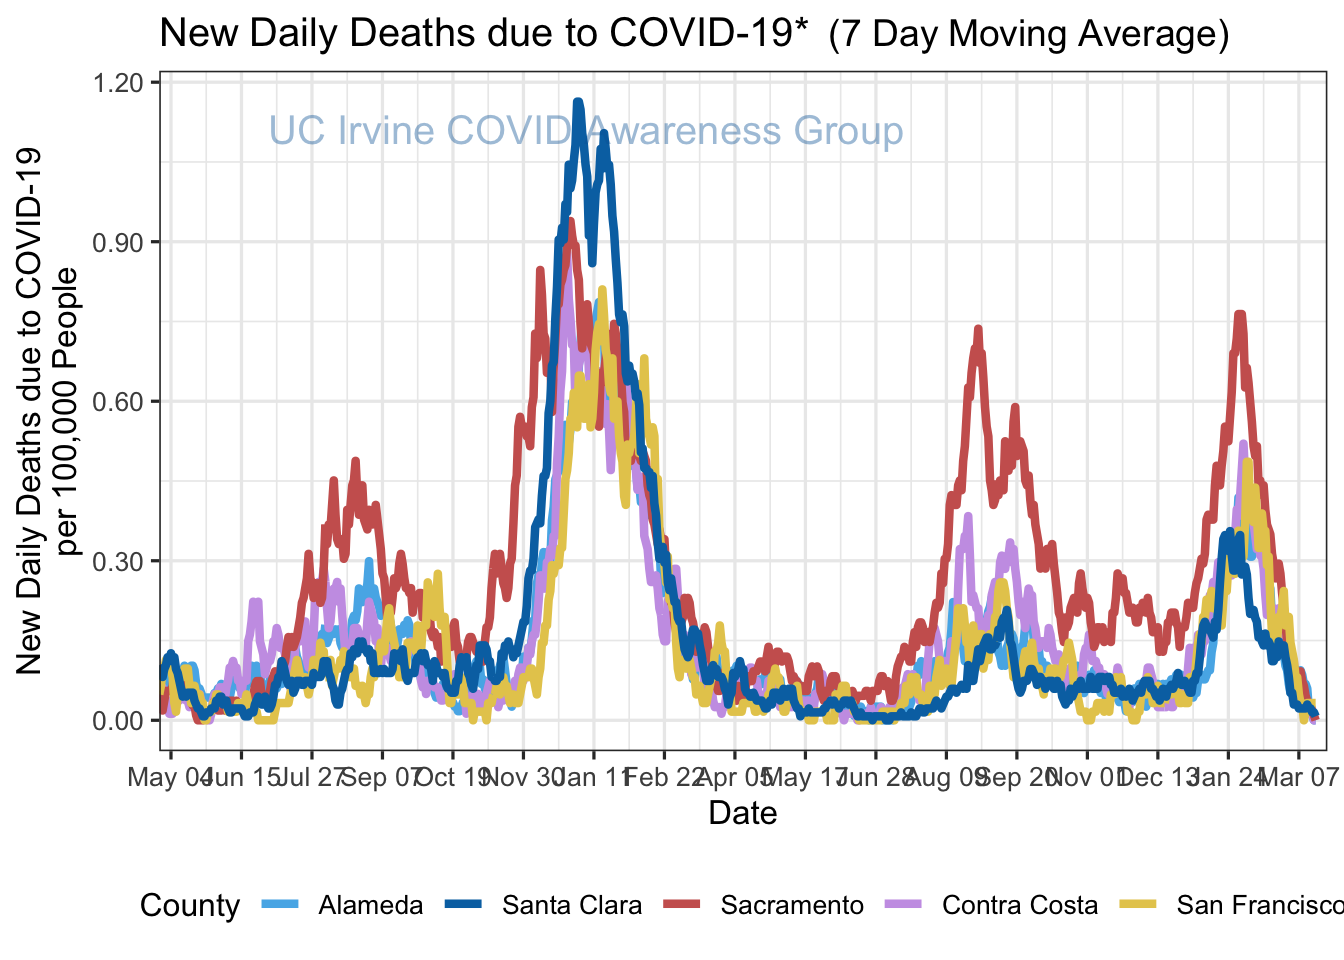 New Daily Deaths due to COVID-19* (7 Day Moving Average)
UC Irvine COVID Awareness Group
New Daily Deaths due to COVID-19
per 100,000 People
1.20
0.90
0.60
0.30
0.00
May 04 Jun 15 Jul 27 Sep 07 Oct 19 Nov 30 Jan 11 Feb 22 Apr 05 May 17 Jun 28 Aug 09 Sep 20 Nov 01 Dec 13 Jan 24 Mar 07
Date
County Alameda Santa Clara Sacramento Contra Costa San Francisco